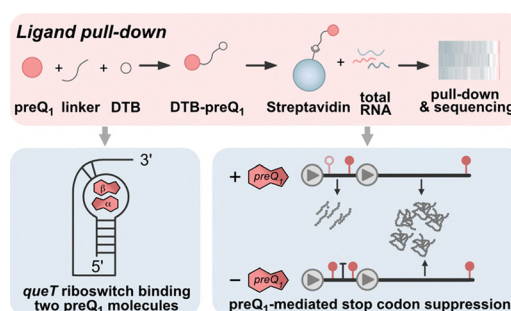 Ligand pull-down
preQ1 + linker + DTB
DTB-preQ1
Streptavidin
+
total
RNA
pull-down
& sequencing
3'
β
α
5'
queT riboswitch binding
two preQ1 molecules
+ preQ1
− preQ1
preQ1-mediated stop codon suppression